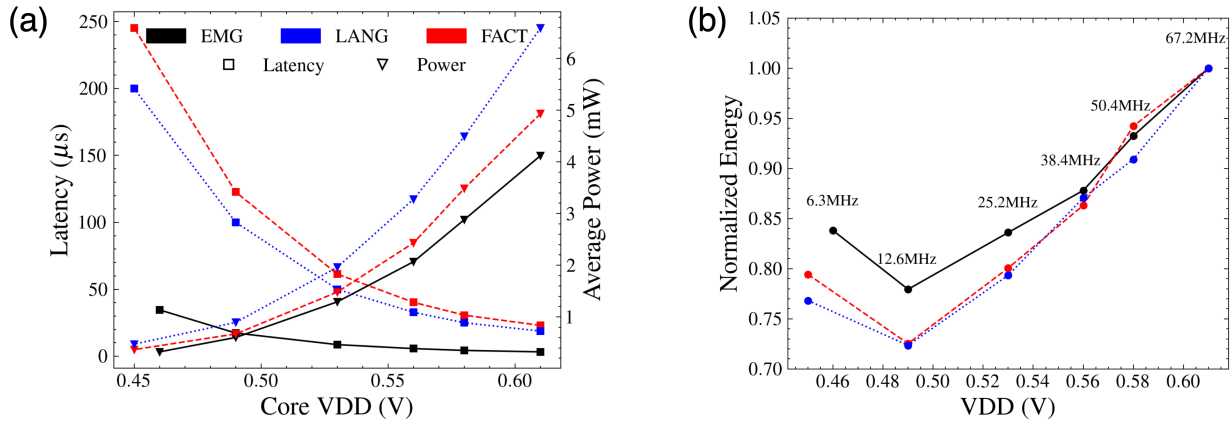 (a)
250
200
150
100
50
0
Latency (μs)
EMG LANG FACT
Latency Power
6
5
4
3
2
1
Average Power (mW)
0.45 0.50 0.55 0.60
Core VDD (V)
(b)
1.05
1.00
0.95
0.90
0.85
0.80
0.75
0.70
Normalized Energy
67.2MHz
50.4MHz
38.4MHz
25.2MHz
6.3MHz
12.6MHz
0.46 0.48 0.50 0.52 0.54 0.56 0.58 0.60
VDD (V)